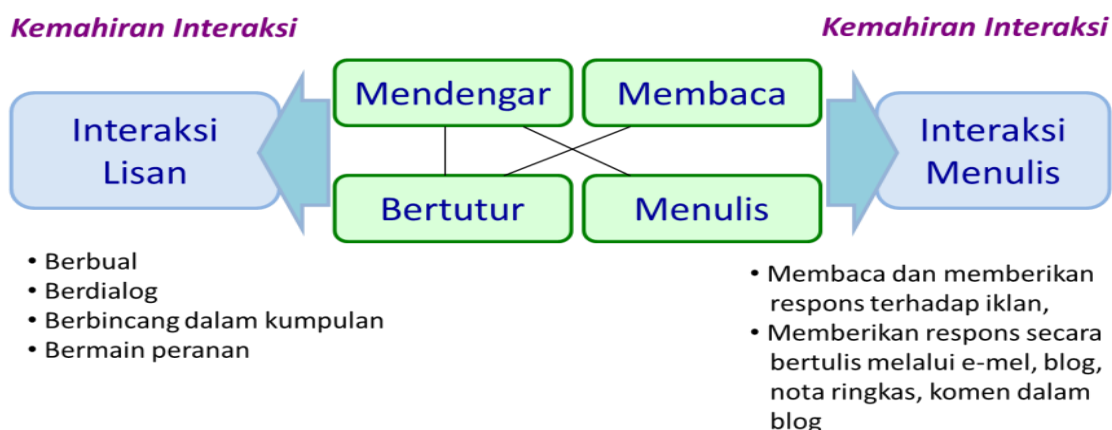 Kemahiran Interaksi
Kemahiran Interaksi
Mendengar
Membaca
Interaksi
Lisan
Interaksi
Menulis
Bertutur
Menulis
• Berbual
• Berdialog
• Berbincang dalam kumpulan
• Bermain peranan
• Membaca dan memberikan
respons terhadap iklan,
• Memberikan respons secara
bertulis melalui e-mel, blog,
nota ringkas, komen dalam
blog